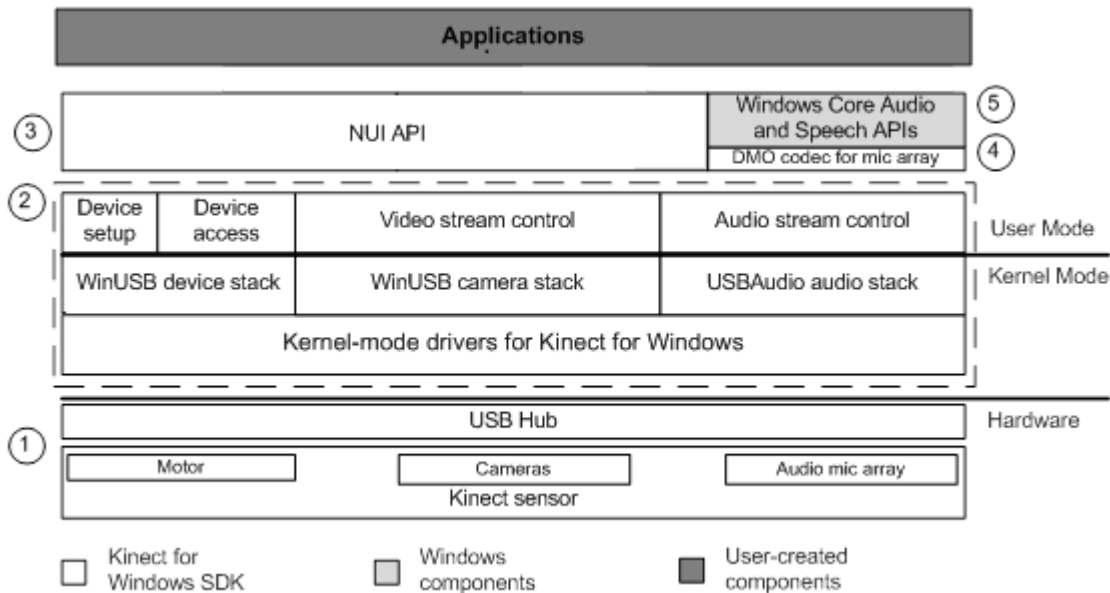 Applications
3
NUI API
Windows Core Audio
and Speech APIs
5
DMO codec for mic array
4
2
Device
setup
Device
access
Video stream control
Audio stream control
User Mode
WinUSB device stack
WinUSB camera stack
USBAudio audio stack
Kernel Mode
Kernel-mode drivers for Kinect for Windows
USB Hub
Hardware
1
Motor
Cameras
Audio mic array
Kinect sensor
Kinect for
Windows SDK
Windows
components
User-created
components